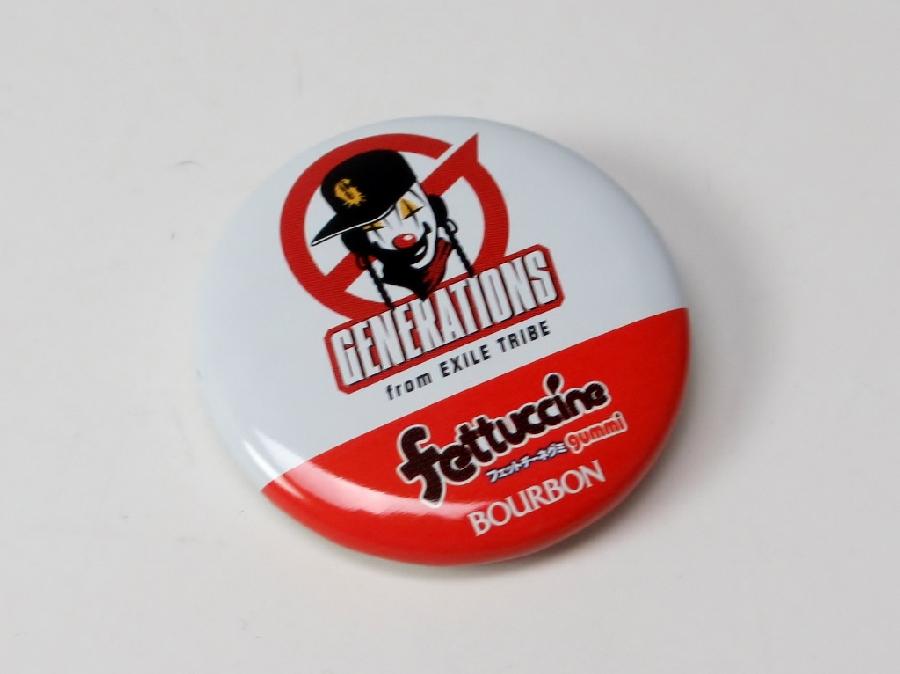 G
GENERATIONS
from EXILE TRIBE
fettuccine
フェットチーネグミ gummi
BOURBON